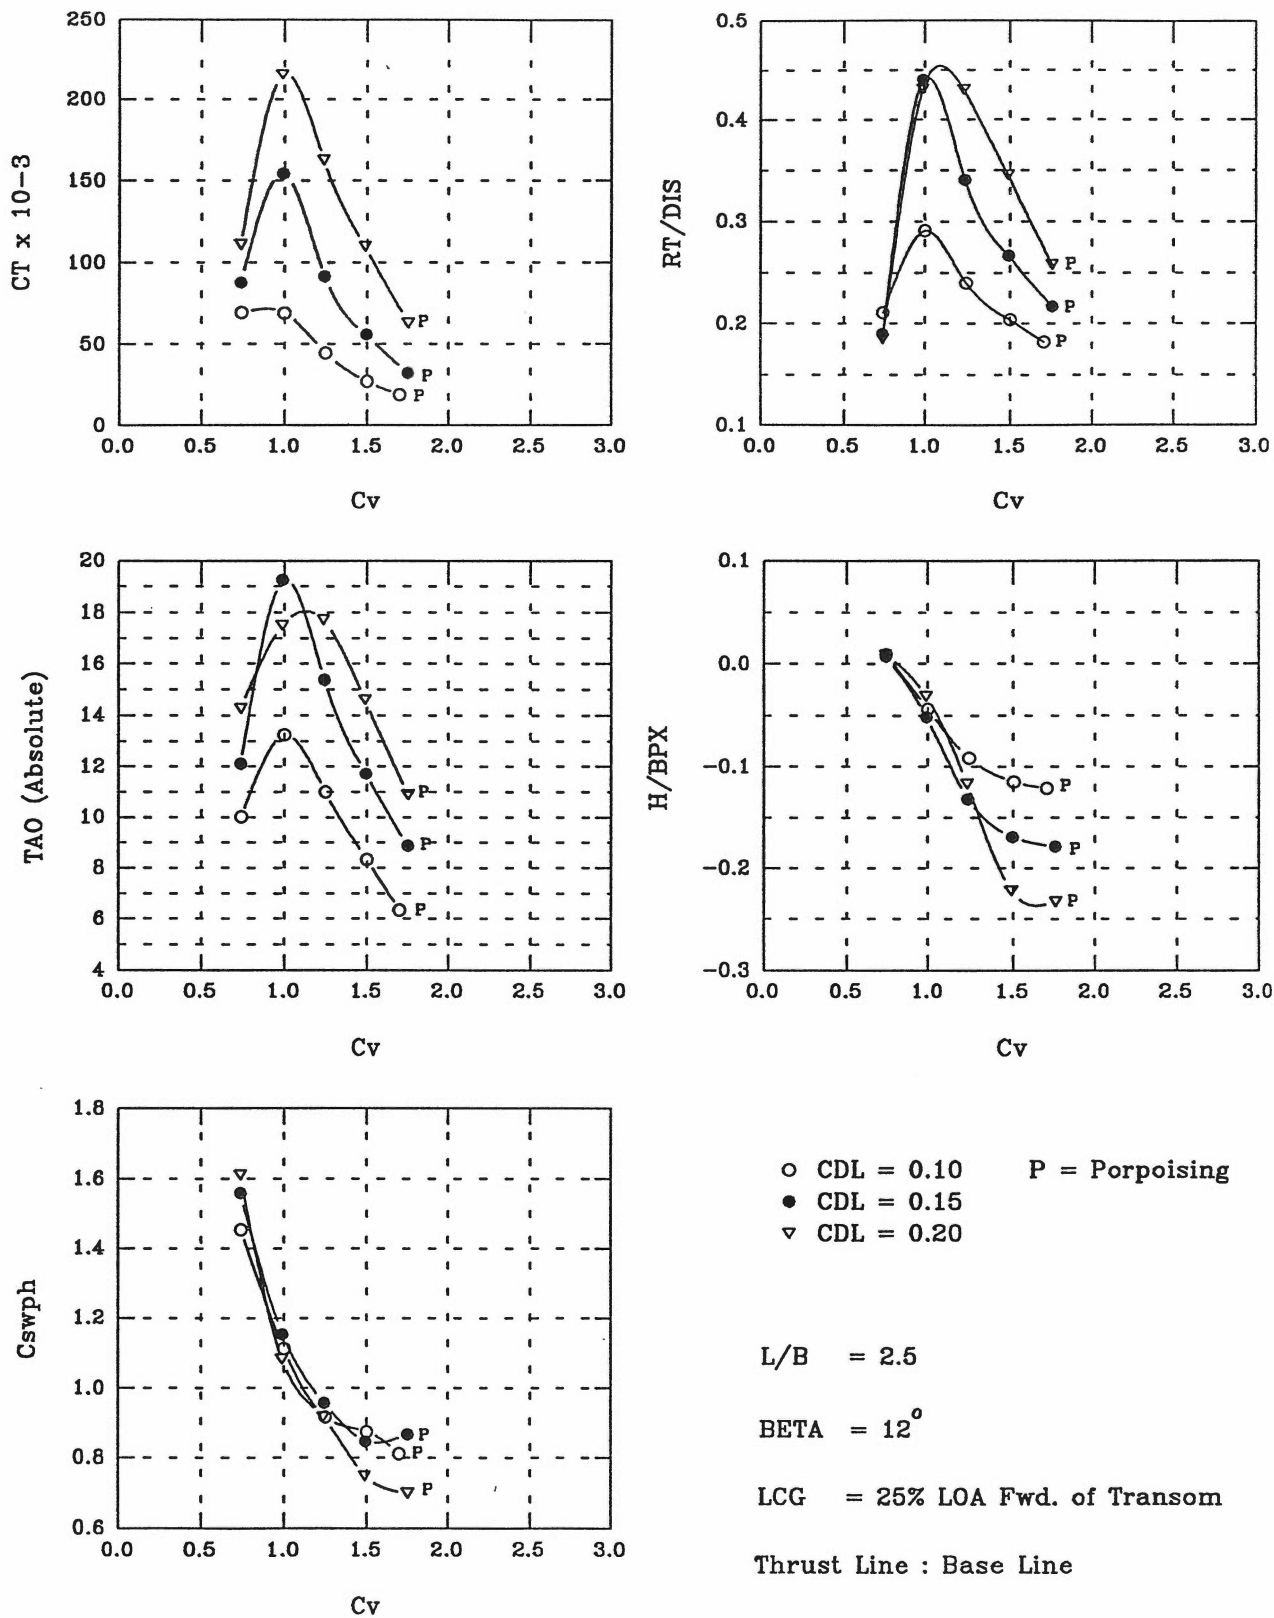 250
200
150
100
50
0
CT x 10-3
0.0 0.5 1.0 1.5 2.0 2.5 3.0
Cv
P
P
P
0.5
0.4
0.3
0.2
0.1
RT/DIS
0.0 0.5 1.0 1.5 2.0 2.5 3.0
Cv
P
P
P
20
18
16
14
12
10
8
6
4
TAO (Absolute)
0.0 0.5 1.0 1.5 2.0 2.5 3.0
Cv
P
P
P
0.1
0.0
-0.1
-0.2
-0.3
H/BPX
0.0 0.5 1.0 1.5 2.0 2.5 3.0
Cv
P
P
P
1.8
1.6
1.4
1.2
1.0
0.8
0.6
Cswph
0.0 0.5 1.0 1.5 2.0 2.5 3.0
Cv
P
P
P
CDL = 0.10 P = Porpoising
CDL = 0.15
CDL = 0.20
L/B = 2.5
BETA = 12°
LCG = 25% LOA Fwd. of Transom
Thrust Line : Base Line